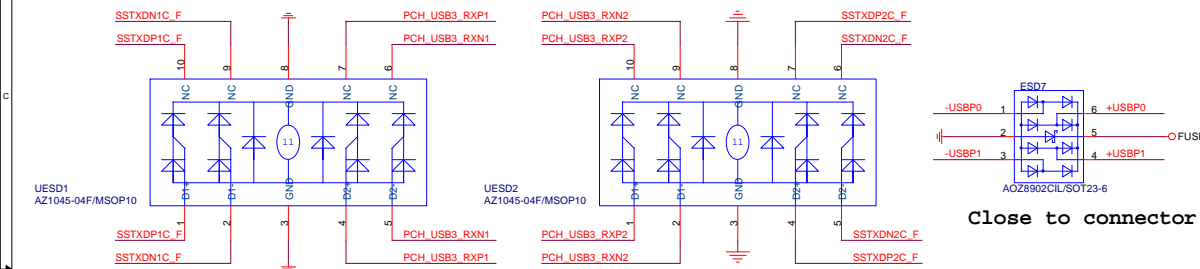 SSTXDN1C_F PCH_USB3_RXP1 PCH_USB3_RXN2 SSTXDP2C_F
SSTXDP1C_F PCH_USB3_RXN1 PCH_USB3_RXP2 SSTXDN2C_F
10 9 8 7 6 10 9 8 7 6
NC NC GND NC NC NC NC GND NC NC
C
ESD7
-USBP0 1 6 +USBP0
2 5
-USBP1 3 4 +USBP1
11 11
UESD1 UESD2
AZ1045-04F/MSOP10 AZ1045-04F/MSOP10
AOZ8902CIL/SOT23-6
D1+ D1- GND D2+ D2- D1+ D1- GND D2+ D2-
Close to connector
1 2 3 4 5 1 2 3 4 5
SSTXDP1C_F PCH_USB3_RXN1 PCH_USB3_RXP2 SSTXDN2C_F
SSTXDN1C_F PCH_USB3_RXP1 PCH_USB3_RXN2 SSTXDP2C_F